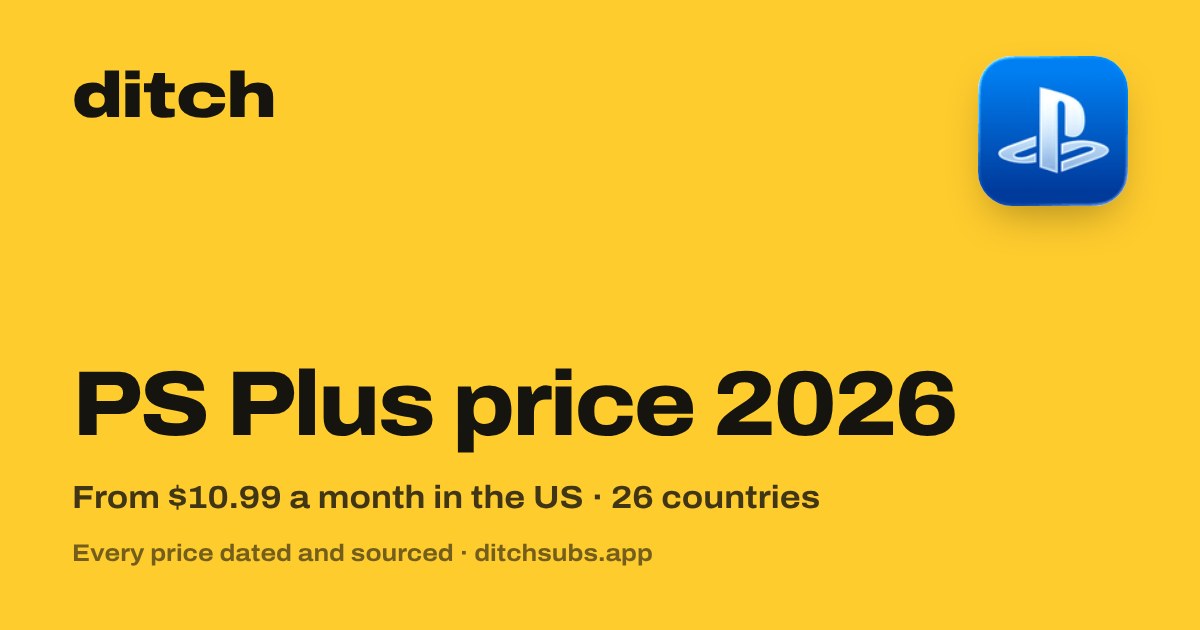 ditch
PS Plus price 2026
From $10.99 a month in the US · 26 countries
Every price dated and sourced · ditchsubs.app